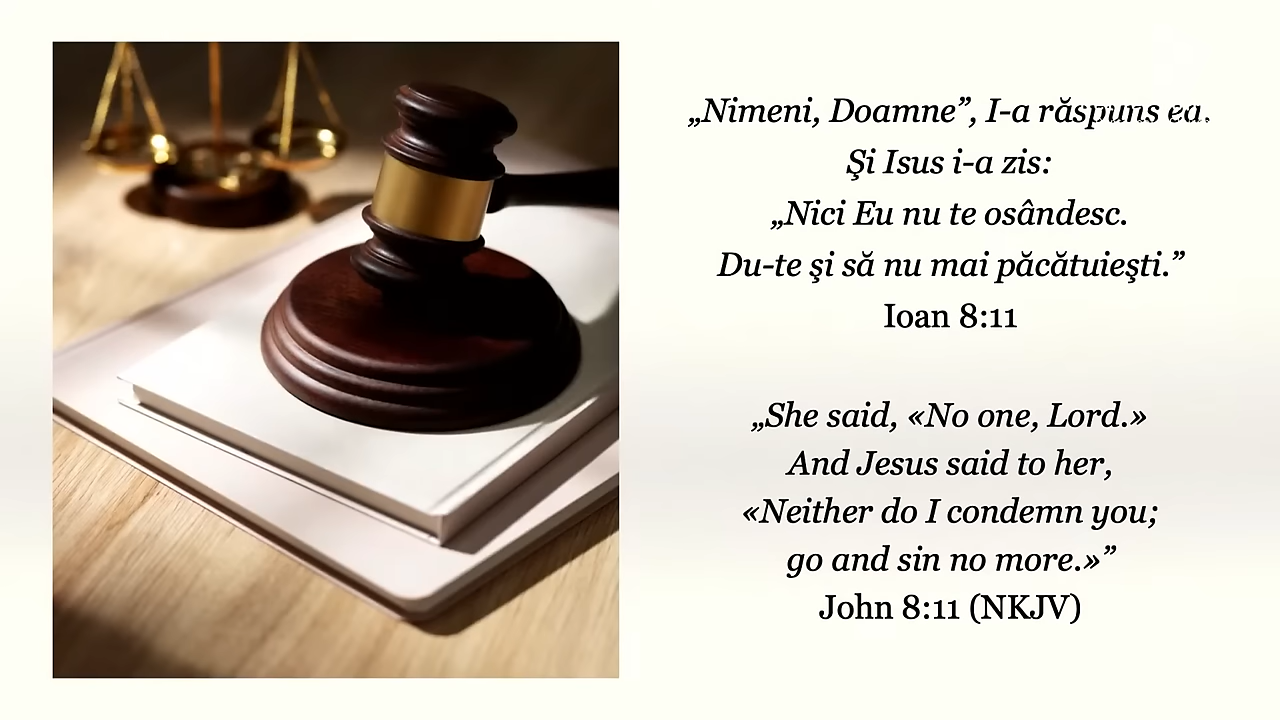 „Nimeni, Doamne”, I-a răspuns ea.
Şi Isus i-a zis:
„Nici Eu nu te osândesc.
Du-te şi să nu mai păcătuieşti.”
Ioan 8:11
„She said, «No one, Lord.»
And Jesus said to her,
«Neither do I condemn you;
go and sin no more.»”
John 8:11 (NKJV)